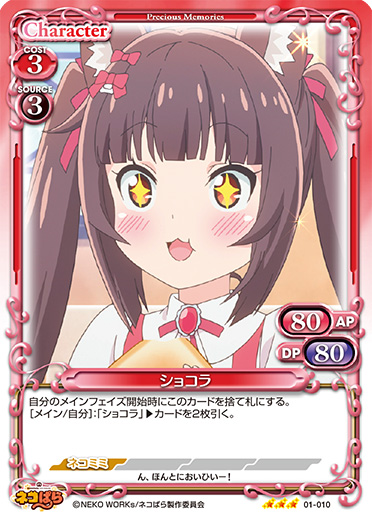 Precious Memories
Character
COST
3
SOURCE
3
80 AP
DP 80
ショコラ
自分のメインフェイズ開始時にこのカードを捨て札にする。
[メイン/自分]:「ショコラ」▶カードを2枚引く。
ネコミミ
ん、ほんとにおいひぃー!
ネコぱら
©NEKO WORKs/ネコぱら製作委員会
01-010